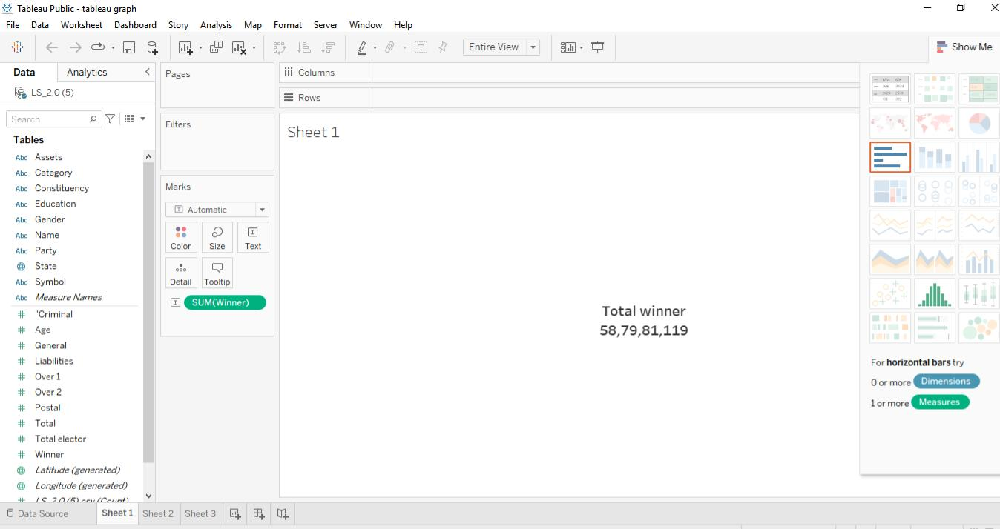 Tableau Public - tableau graph
File Data Worksheet Dashboard Story Analysis Map Format Server Window Help
Entire View
Show Me
Data Analytics
LS_2.0 (5)
Search
Tables
Abc Assets
Abc Category
Abc Constituency
Abc Education
Abc Gender
Abc Name
Abc Party
State
Abc Symbol
Abc Measure Names
# "Criminal
# Age
# General
# Liabilities
# Over 1
# Over 2
# Postal
# Total
# Total elector
# Winner
Latitude (generated)
Longitude (generated)
# LS_2.0 (5).csv (Count)
Pages
Filters
Marks
T Automatic
Color Size T Text
Detail Tooltip
T SUM(Winner)
Columns
Rows
Sheet 1
Total winner
58,79,81,119
For horizontal bars try
0 or more Dimensions
1 or more Measures
Data Source Sheet 1 Sheet 2 Sheet 3